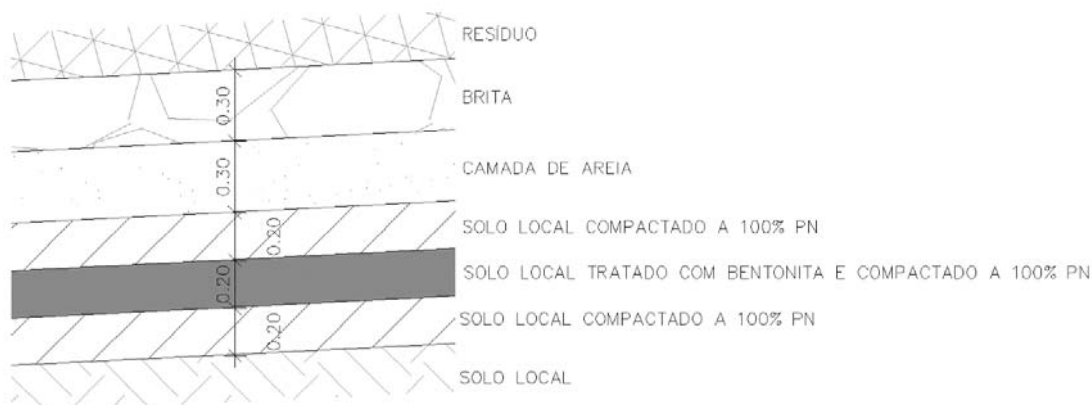 RESÍDUO
0.30
BRITA
0.30
CAMADA DE AREIA
0.20
SOLO LOCAL COMPACTADO A 100% PN
0.20
SOLO LOCAL TRATADO COM BENTONITA E COMPACTADO A 100% PN
0.20
SOLO LOCAL COMPACTADO A 100% PN
SOLO LOCAL